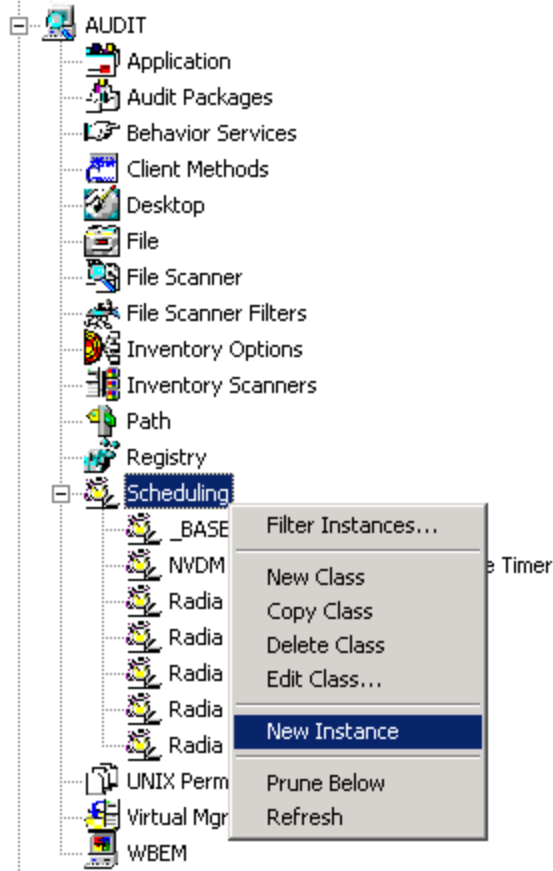 AUDIT
Application
Audit Packages
Behavior Services
Client Methods
Desktop
File
File Scanner
File Scanner Filters
Inventory Options
Inventory Scanners
Path
Registry
Scheduling
_BASE
Filter Instances...
NVDM
e Timer
New Class
Radia
Copy Class
Radia
Delete Class
Radia
Edit Class...
Radia
New Instance
Radia
UNIX Perm
Prune Below
Virtual Mgr
Refresh
WBEM